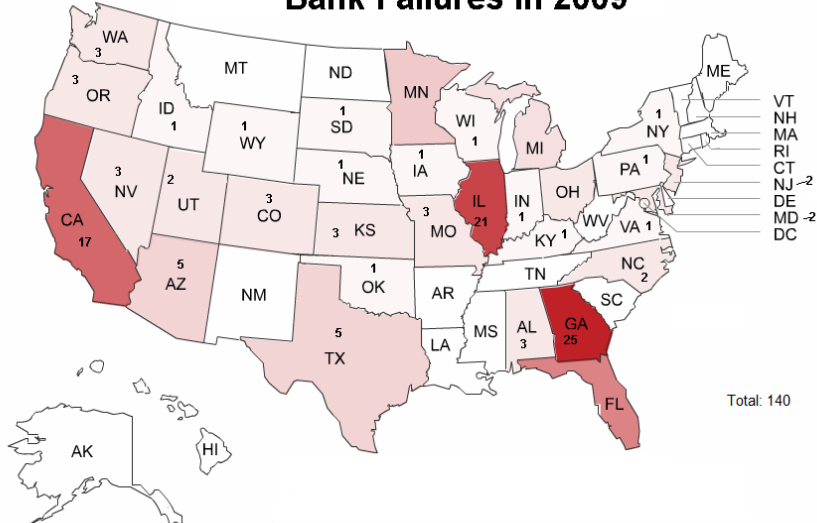 Bank Failures in 2009
WA
3
MT
ND
MN
ME
3
OR
ID
1
1
WY
1
SD
WI
1
MI
1
NY
VT
NH
MA
RI
CT
NJ-2
DE
MD-2
DC
3
NV
2
UT
3
CO
1
NE
1
IA
IL
21
IN
1
OH
PA 1
CA
17
3 KS
3
MO
KY 1
WV
VA 1
5
AZ
NM
1
OK
AR
TN
NC
2
SC
5
TX
LA
MS
AL
3
GA
25
FL
Total: 140
AK
HI